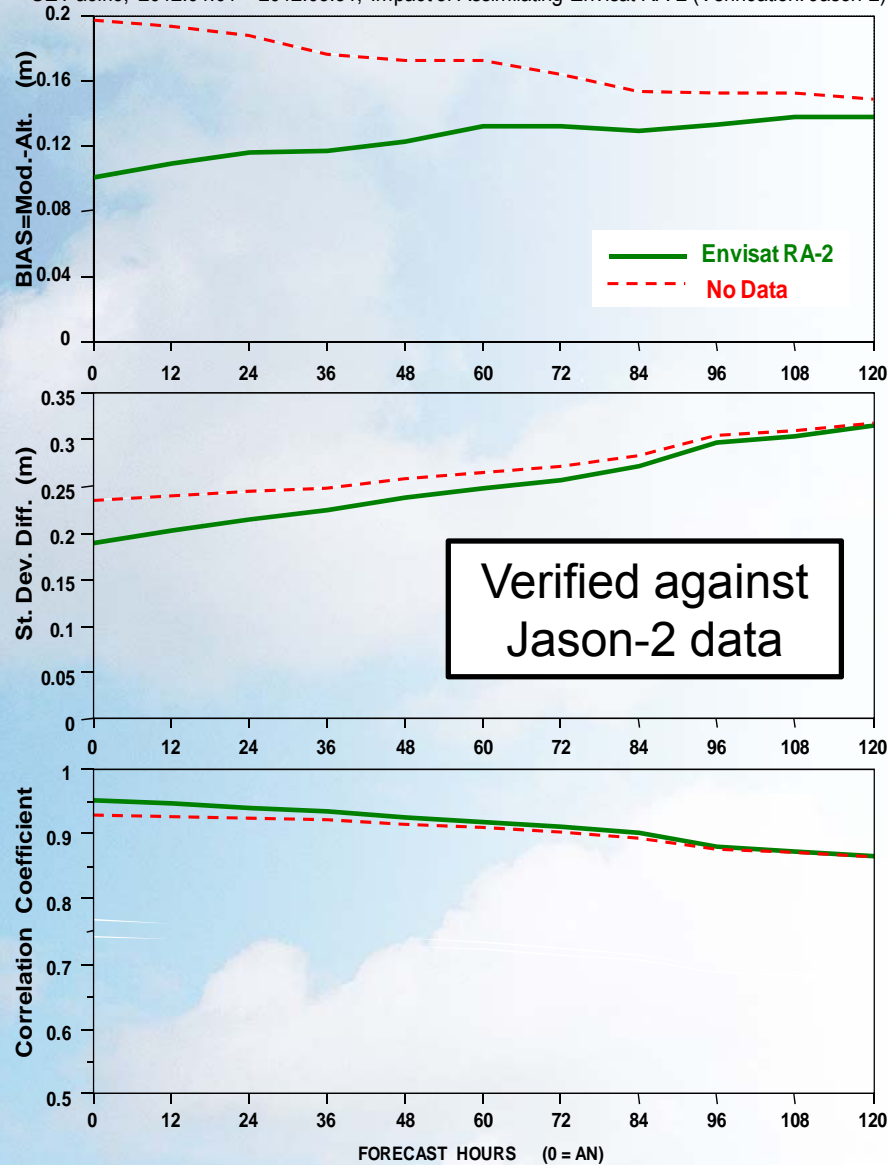 0.2
0.16
0.12
0.08
0.04
0
BIAS=Mod.-Alt. (m)
Envisat RA-2
No Data
0 12 24 36 48 60 72 84 96 108 120
0.35
0.3
0.25
0.2
0.15
0.1
0.05
0
St. Dev. Diff. (m)
Verified against
Jason-2 data
0 12 24 36 48 60 72 84 96 108 120
1
0.9
0.8
0.7
0.6
0.5
Correlation Coefficient
0 12 24 36 48 60 72 84 96 108 120
FORECAST HOURS (0 = AN)